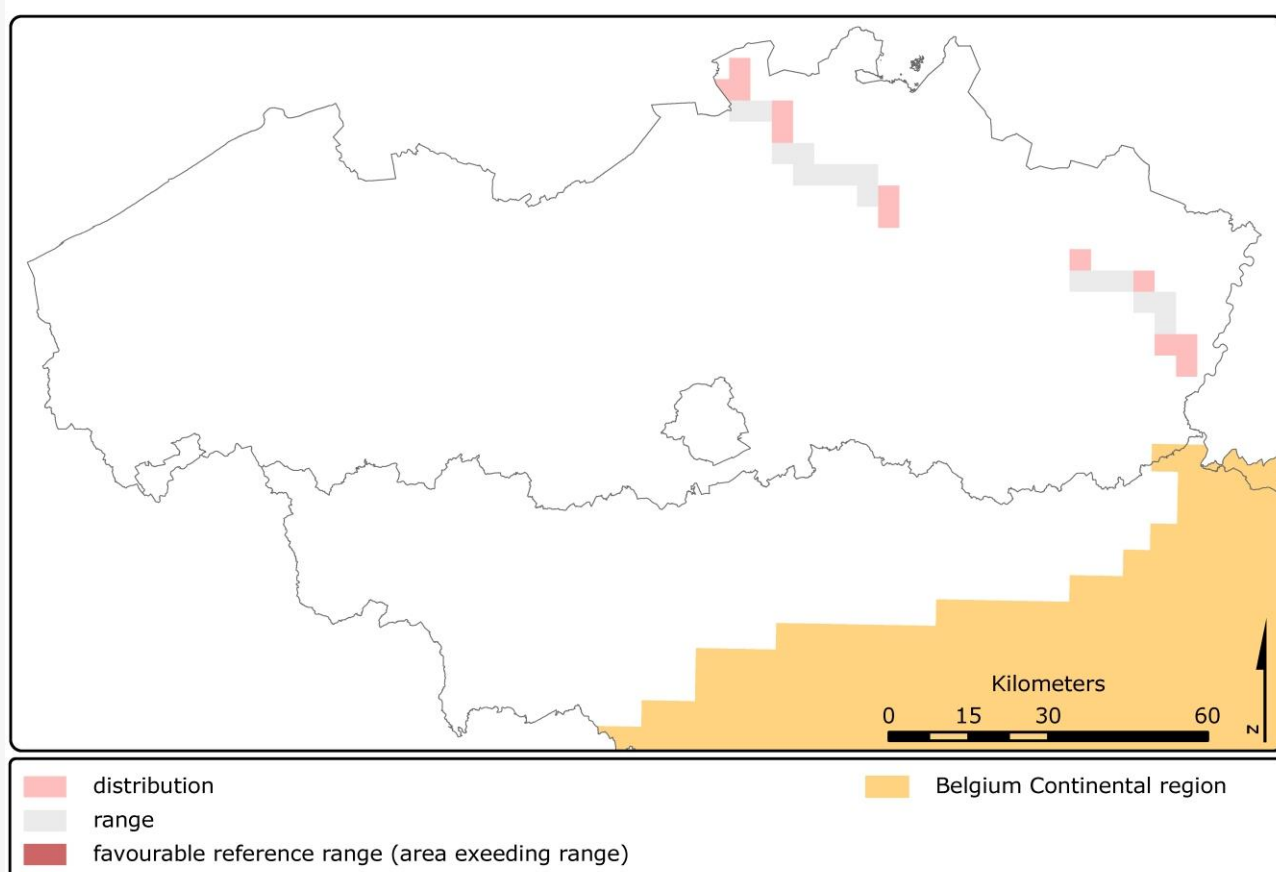 Kilometers
0 15 30 60
N
distribution
range
favourable reference range (area exeeding range)
Belgium Continental region